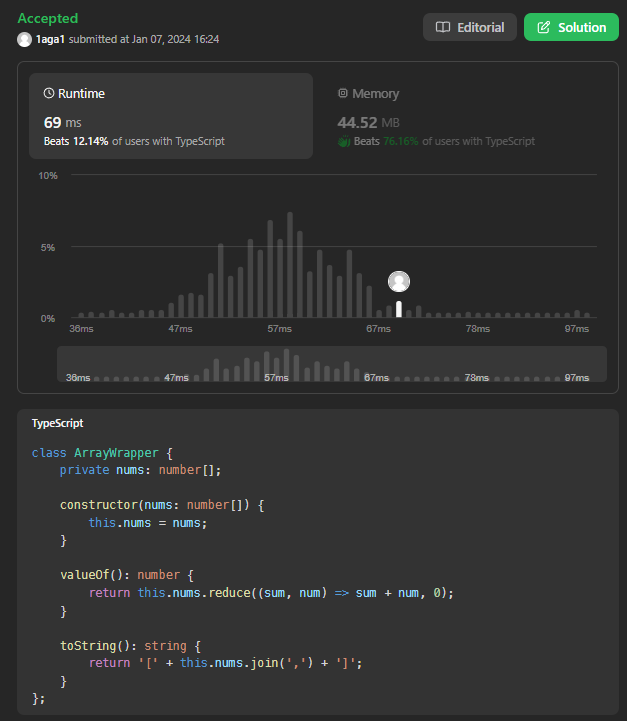 Accepted
1aga1 submitted at Jan 07, 2024 16:24
Editorial
Solution
Runtime
69 ms
Beats 12.14% of users with TypeScript
Memory
44.52 MB
Beats 76.16% of users with TypeScript
10%
5%
0%
36ms 47ms 57ms 67ms 78ms 97ms
36ms 47ms 57ms 67ms 78ms 97ms
TypeScript
class ArrayWrapper {
    private nums: number[];

    constructor(nums: number[]) {
        this.nums = nums;
    }

    valueOf(): number {
        return this.nums.reduce((sum, num) => sum + num, 0);
    }

    toString(): string {
        return '[' + this.nums.join(',') + ']';
    }
};